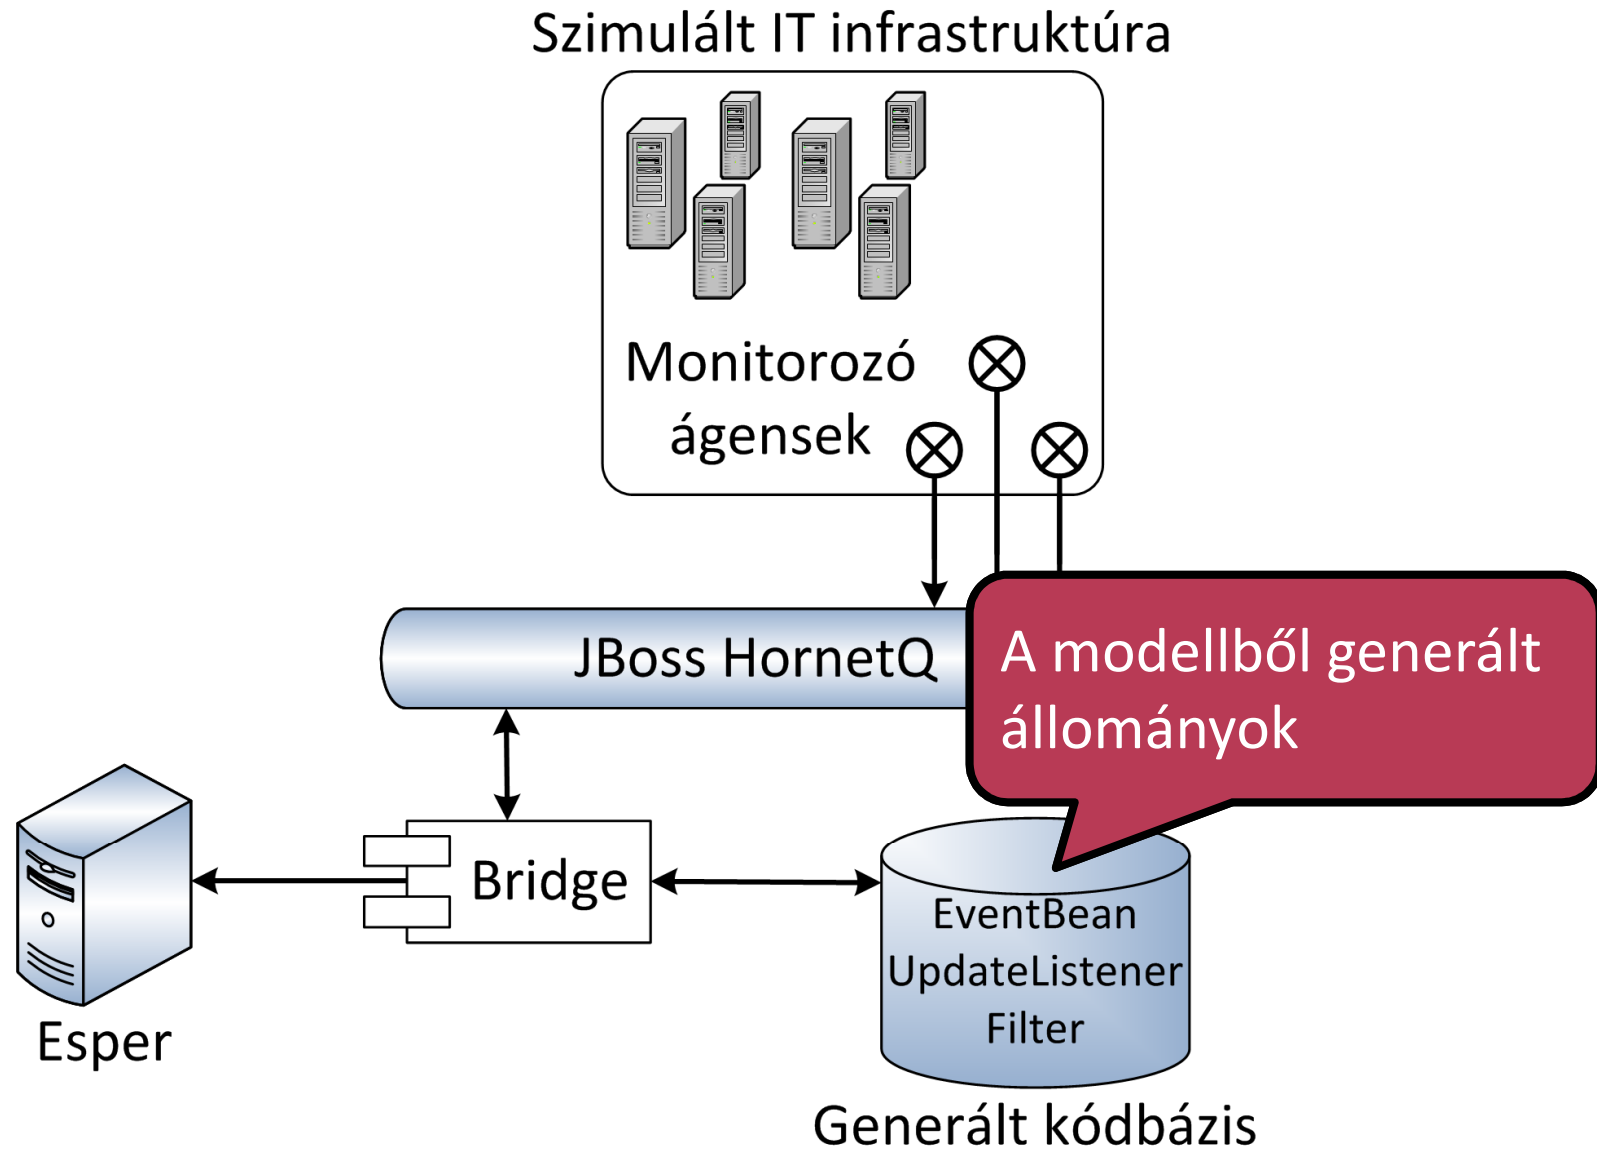 Szimulált IT infrastruktúra
Monitorozó
ágensek
JBoss HornetQ
A modellből generált
állományok
Bridge
EventBean
UpdateListener
Filter
Esper
Generált kódbázis